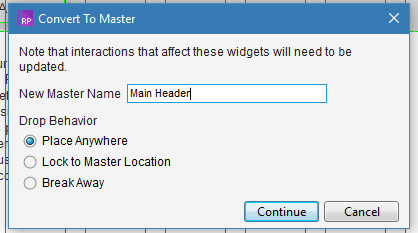 RP Convert To Master
Note that interactions that affect these widgets will need to be
updated.
New Master Name Main Header
Drop Behavior
Place Anywhere
Lock to Master Location
Break Away
Continue Cancel